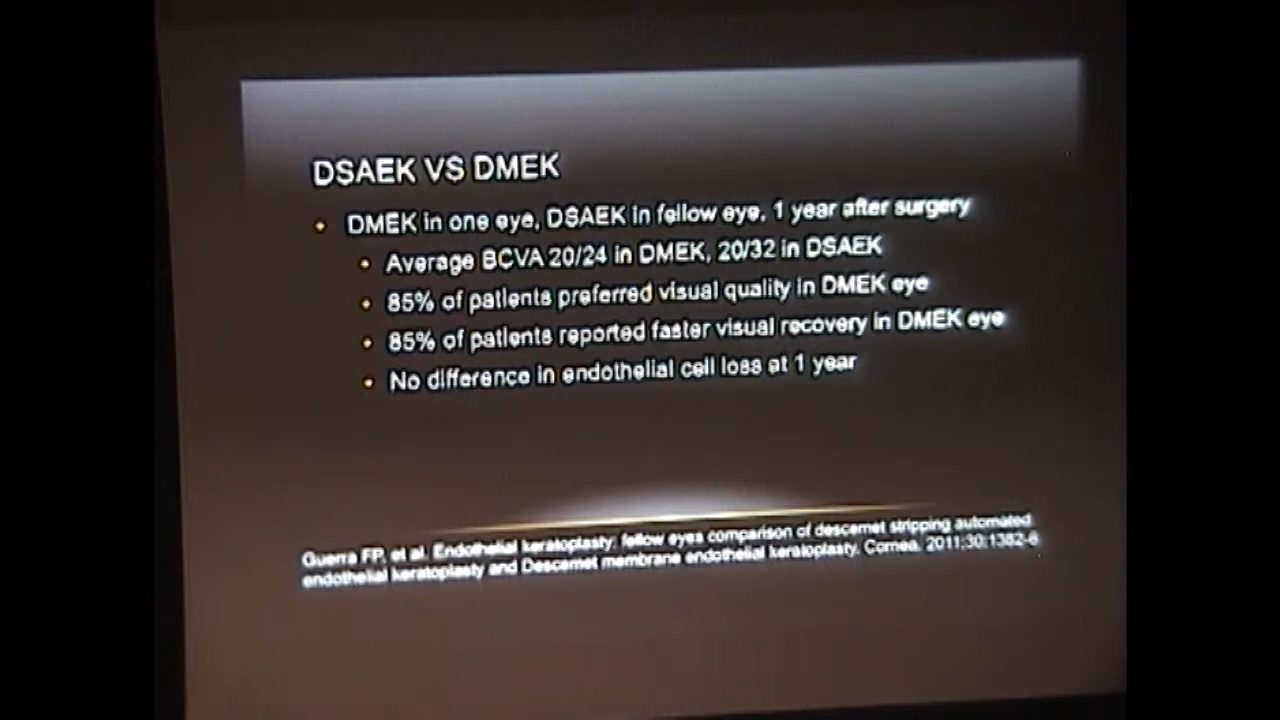 DSAEK VS DMEK
DMEK in one eye, DSAEK in fellow eye, 1 year after surgery
Average BCVA 20/24 in DMEK, 20/32 in DSAEK
85% of patients preferred visual quality in DMEK eye
85% of patients reported faster visual recovery in DMEK eye
No difference in endothelial cell loss at 1 year
Guerra FP, et al. Endothelial keratoplasty: fellow eyes comparison of descemet stripping automated
endothelial keratoplasty and Descemet membrane endothelial keratoplasty. Cornea. 2011;30:1382-6